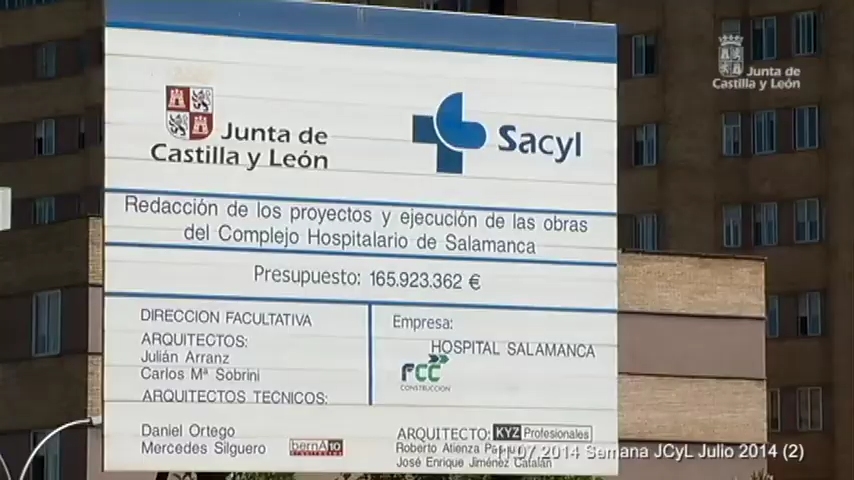 Junta de
Castilla y León
Sacyl
Junta de
Castilla y León
Redacción de los proyectos y ejecución de las obras
del Complejo Hospitalario de Salamanca
Presupuesto: 165.923.362 €
DIRECCION FACULTATIVA
ARQUITECTOS:
Julián Arranz
Carlos Mª Sobrini
ARQUITECTOS TECNICOS:
Daniel Ortego
Mercedes Silguero
bernA10
Empresa:
HOSPITAL SALAMANCA
FCC
CONSTRUCCION
ARQUITECTO: KYZ Profesionales
Roberto Atienza
José Enrique Jiménez Catalán
11 07 2014 Semana JCyL Julio 2014 (2)